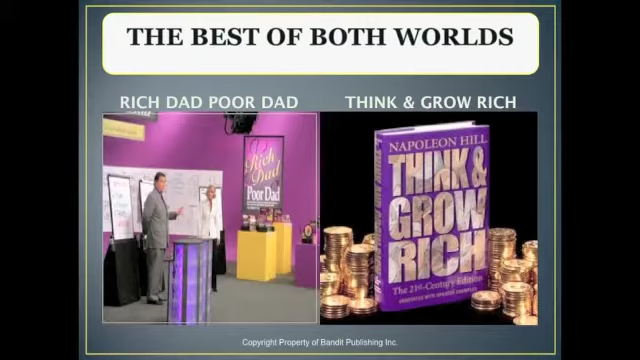 THE BEST OF BOTH WORLDS
RICH DAD POOR DAD
THINK & GROW RICH
Rich
Dad
Poor Dad
NAPOLEON HILL
THINK &
GROW
RICH
The 21st-Century Edition
Copyright Property of Bandit Publishing Inc.